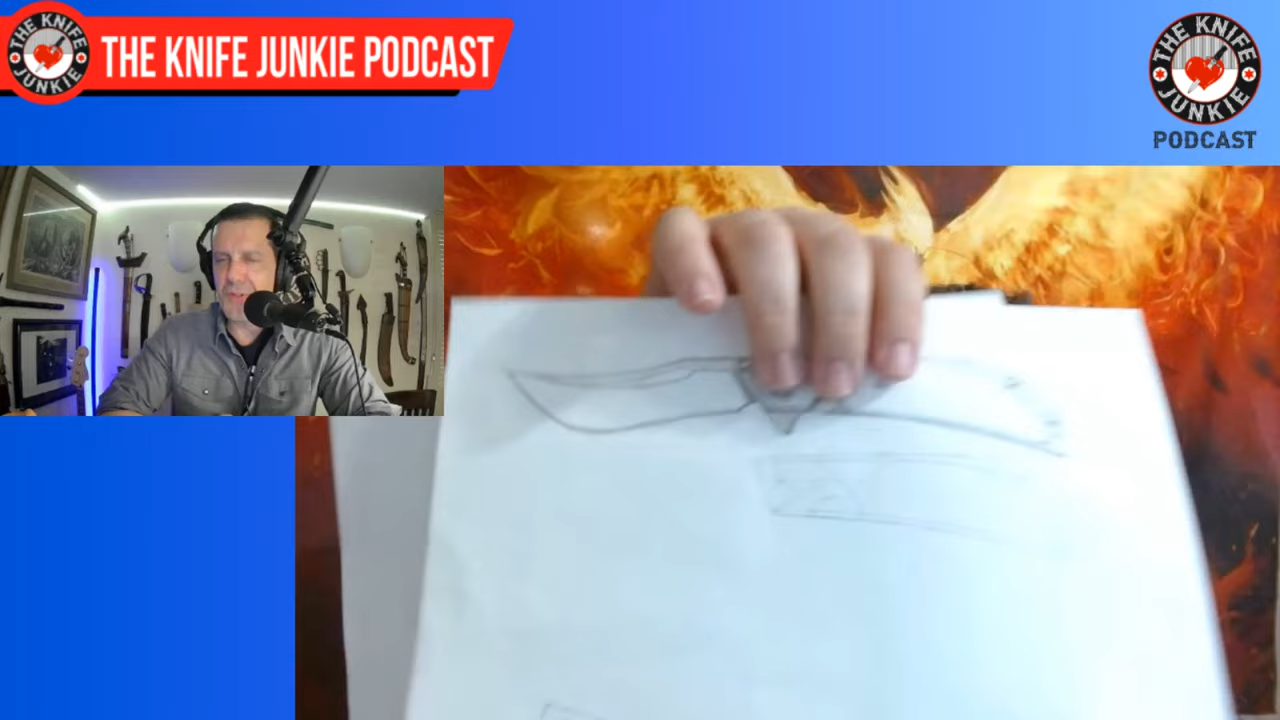 THE KNIFE JUNKIE
THE KNIFE JUNKIE PODCAST
THE KNIFE
JUNKIE
PODCAST